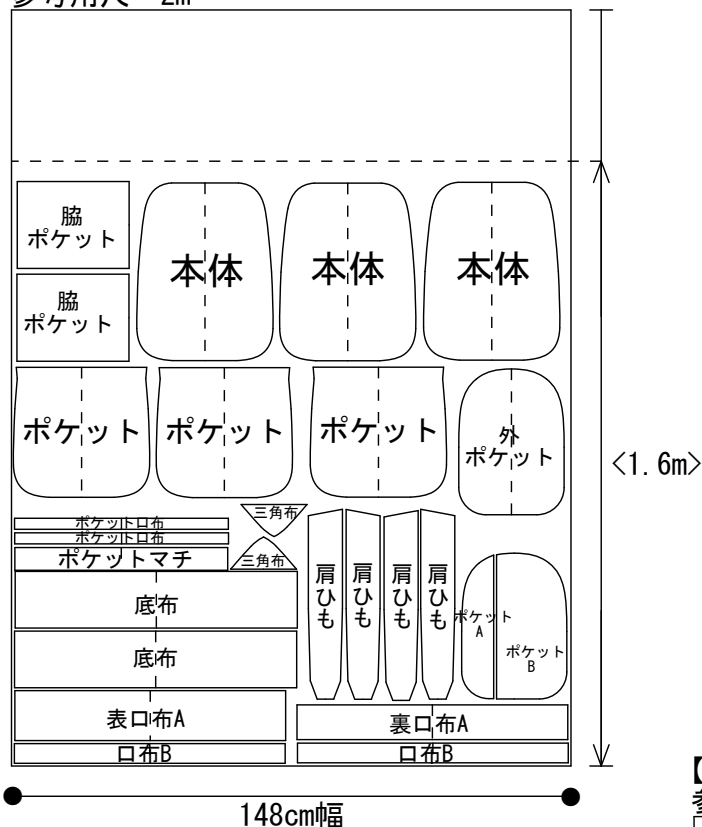 2m
脇
ポケット
本体
本体
本体
脇
ポケット
ポケット
ポケット
ポケット
外
ポケット
<1.6m>
ポケット口布
ポケット口布
ポケットマチ
三角布
三角布
肩ひも
肩ひも
肩ひも
肩ひも
底布
底布
ポケット
A
ポケット
B
表口布A
裏口布A
口布B
口布B
148cm幅
【